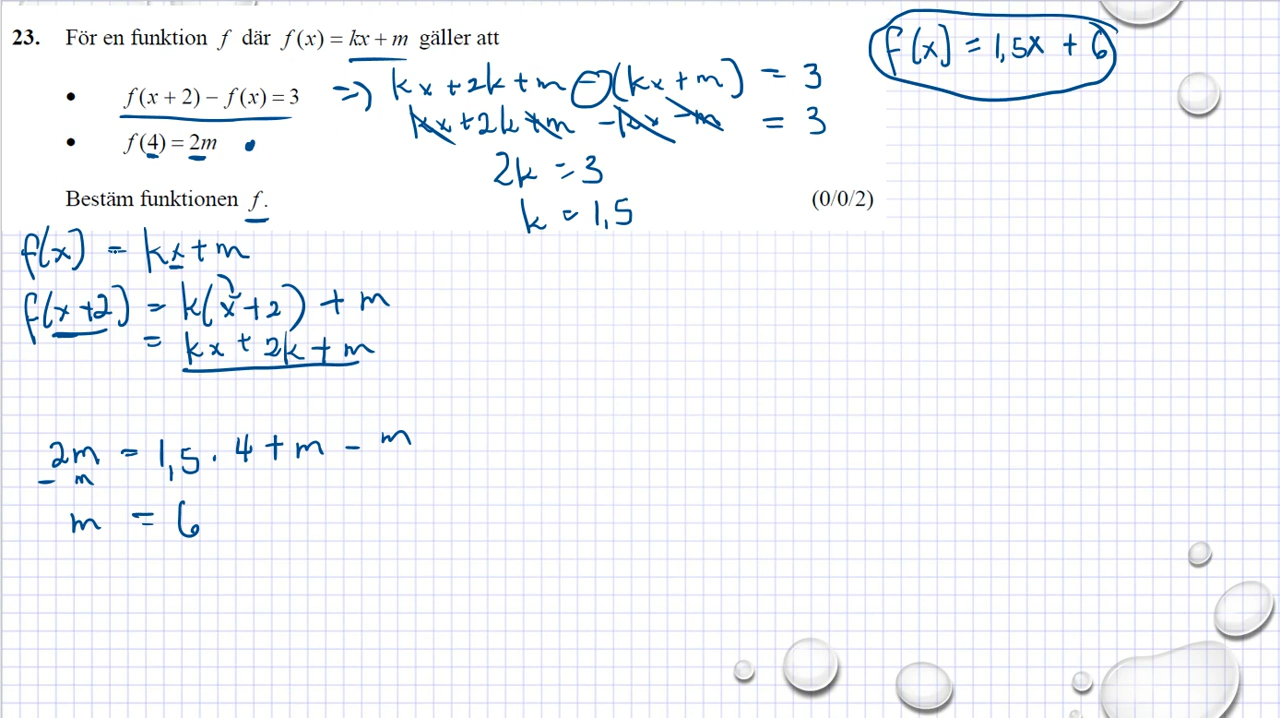 23. För en funktion f där f(x) = kx + m gäller att
• f(x + 2) − f(x) = 3
• f(4) = 2m
Bestäm funktionen f.
(0/0/2)
=> kx + 2k + m - (kx + m) = 3
kx + 2k + m - kx - m = 3
2k = 3
k = 1,5
f(x) = 1,5x + 6
f(x) = kx + m
f(x+2) = k(x+2) + m
= kx + 2k + m
2m = 1,5 · 4 + m - m
- m
m = 6